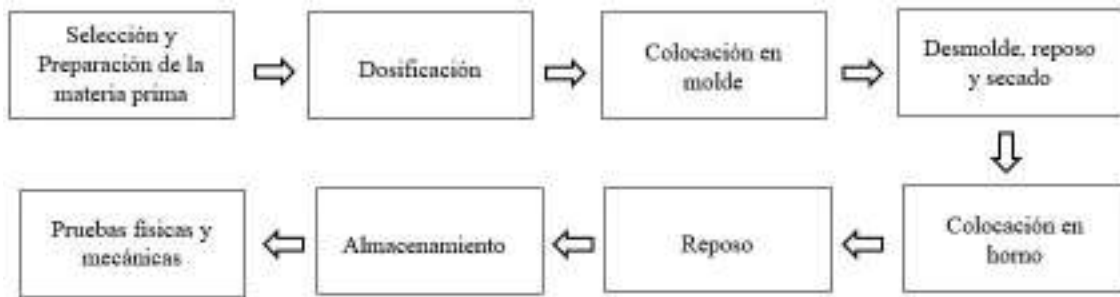 Selección y
Preparación de la
materia prima
Dosificación
Colocación en
molde
Desmolde, reposo
y secado
Colocación en
horno
Reposo
Almacenamiento
Pruebas físicas y
mecánicas